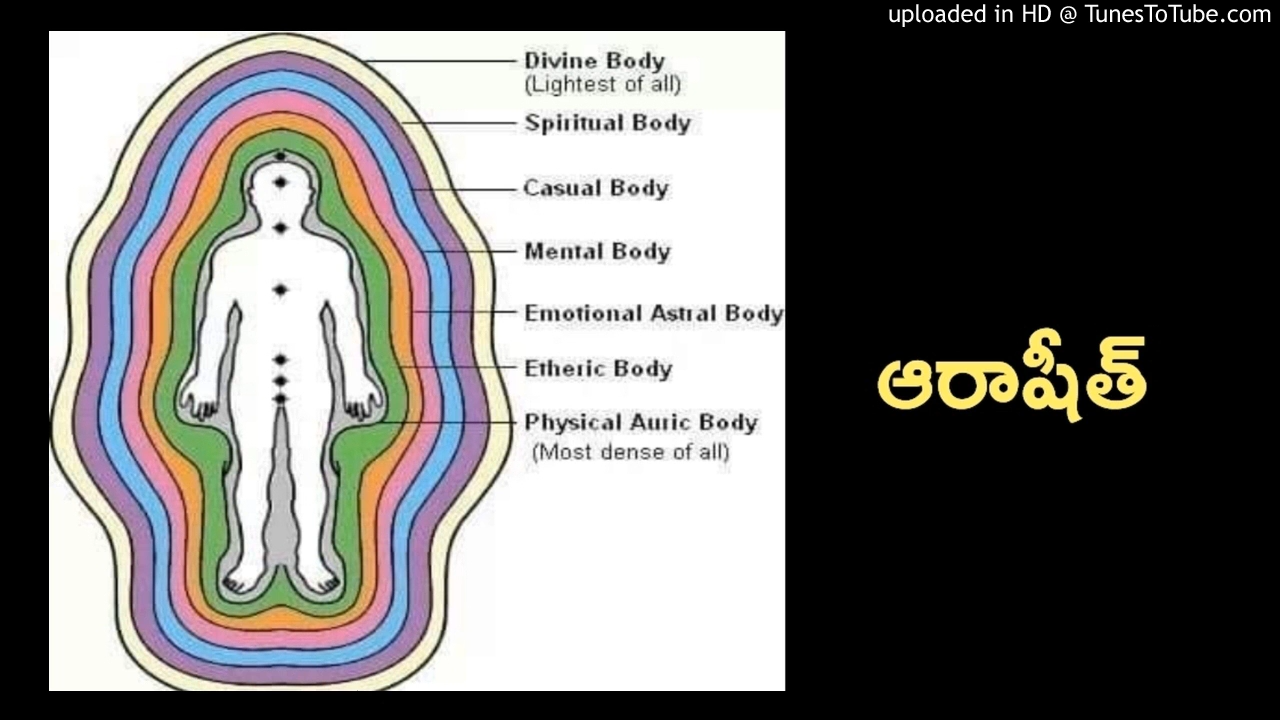 uploaded in HD @ TunesToTube.com
Divine Body
(Lightest of all)
Spiritual Body
Casual Body
Mental Body
Emotional Astral Body
Etheric Body
Physical Auric Body
(Most dense of all)
ఆరాషీత్